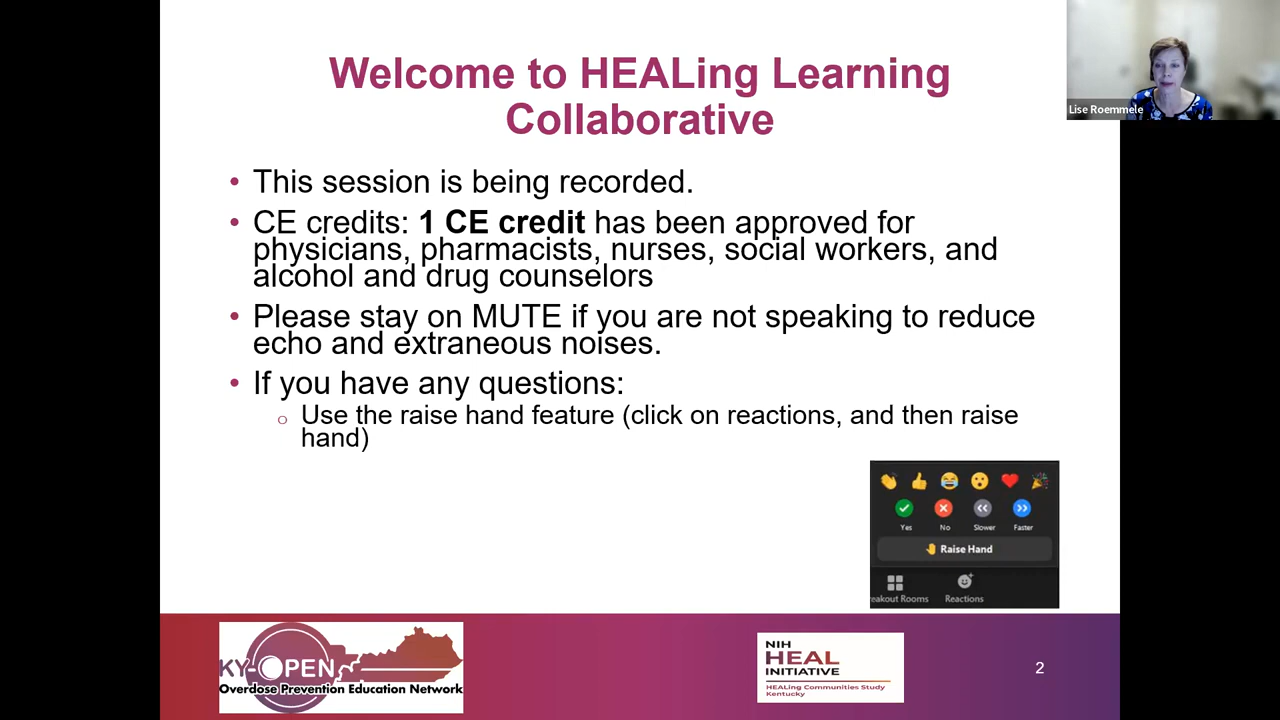 Welcome to HEALing Learning
Collaborative
Lise Roemmele
• This session is being recorded.
• CE credits: 1 CE credit has been approved for
physicians, pharmacists, nurses, social workers, and
alcohol and drug counselors
• Please stay on MUTE if you are not speaking to reduce
echo and extraneous noises.
• If you have any questions:
o Use the raise hand feature (click on reactions, and then raise
hand)
Yes No Slower Faster
Raise Hand
eakout Rooms Reactions
KY-OPEN
Overdose Prevention Education Network
NIH
HEAL
INITIATIVE
HEALing Communities Study
Kentucky
2